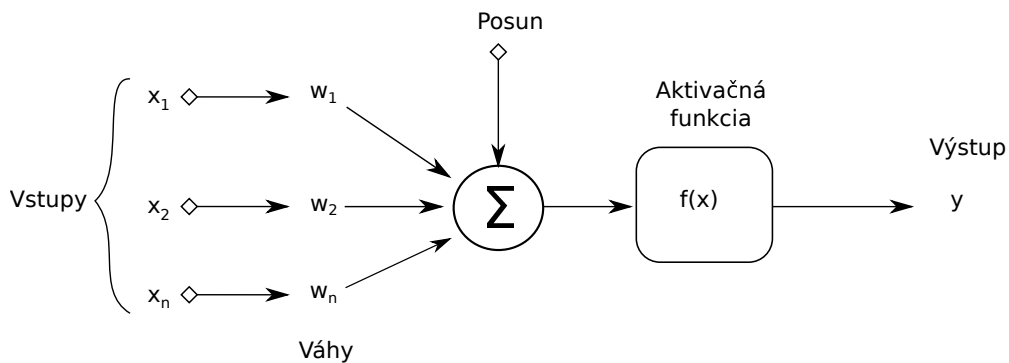 Posun
Aktivačná
funkcia
Výstup
Vstupy
x1
w1
x2
w2
xn
wn
Σ
f(x)
y
Váhy